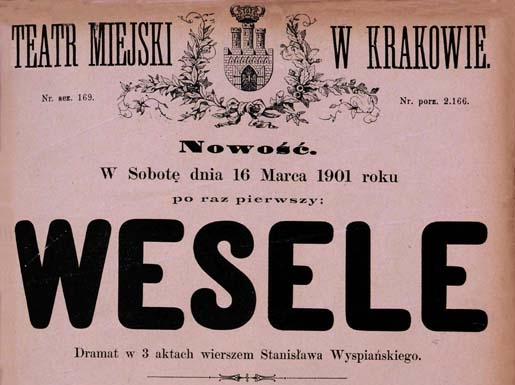 TEATR MIEJSKI W KRAKOWIE.
Nr. sez. 169. Nr. porz. 2.166.
Nowość.
W Sobotę dnia 16 Marca 1901 roku
po raz pierwszy:
WESELE
Dramat w 3 aktach wierszem Stanisława Wyspiańskiego.